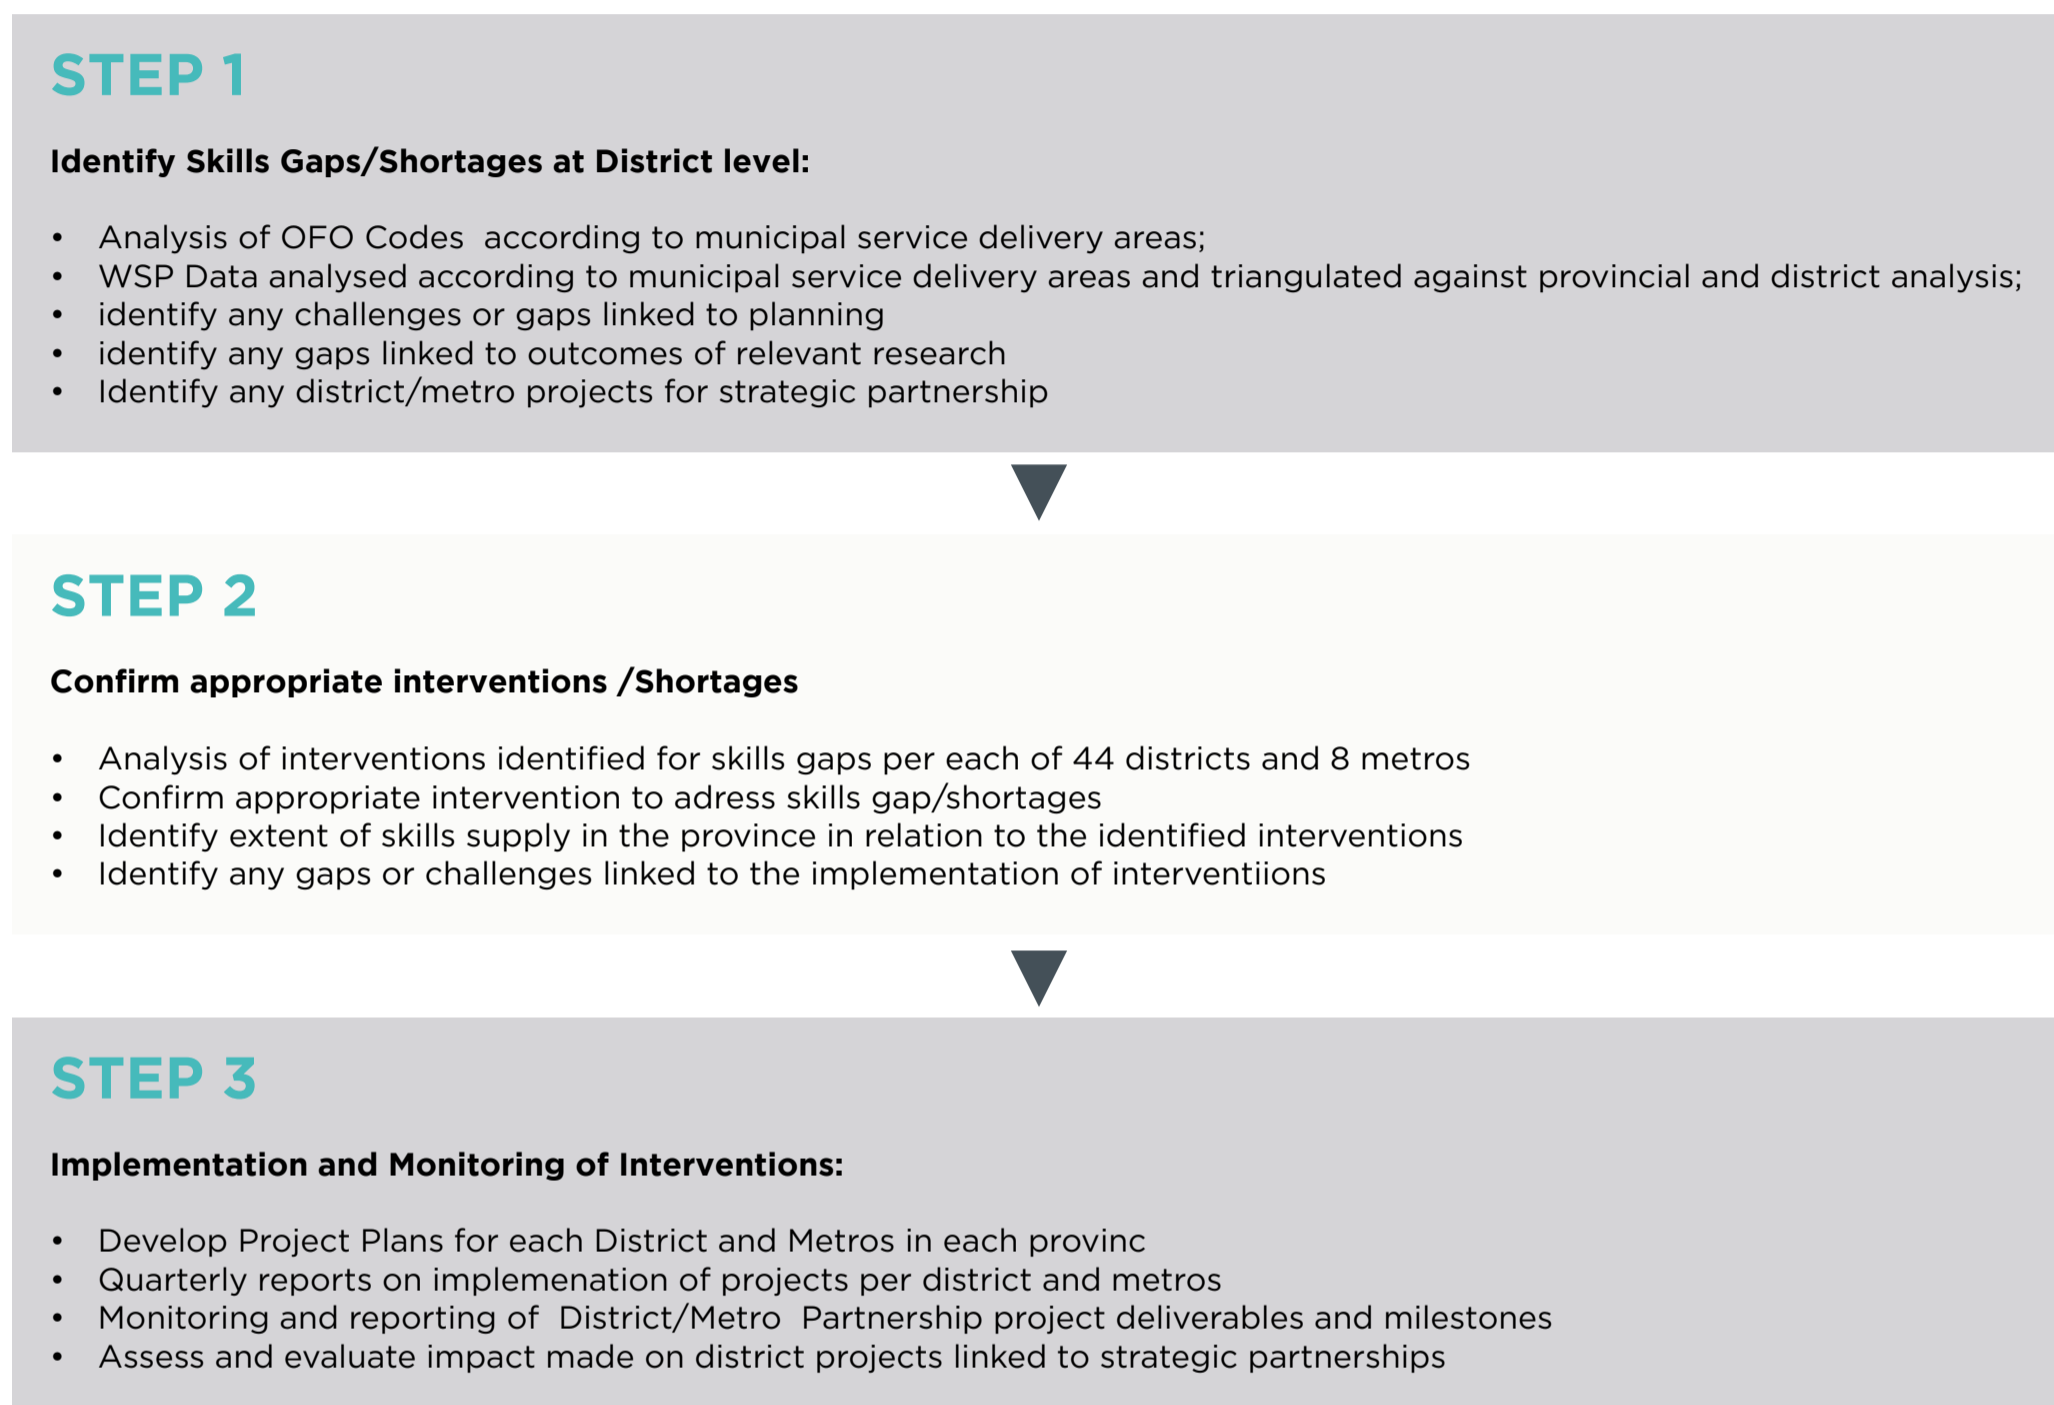 STEP 1
Identify Skills Gaps/Shortages at District level:
• Analysis of OFO Codes  according to municipal service delivery areas;
• WSP Data analysed according to municipal service delivery areas and triangulated against provincial and district analysis;
• identify any challenges or gaps linked to planning
• identify any gaps linked to outcomes of relevant research
• Identify any district/metro projects for strategic partnership
STEP 2
Confirm appropriate interventions /Shortages
• Analysis of interventions identified for skills gaps per each of 44 districts and 8 metros
• Confirm appropriate intervention to adress skills gap/shortages
• Identify extent of skills supply in the province in relation to the identified interventions
• Identify any gaps or challenges linked to the implementation of interventiions
STEP 3
Implementation and Monitoring of Interventions:
• Develop Project Plans for each District and Metros in each provinc
• Quarterly reports on implemenation of projects per district and metros
• Monitoring and reporting of  District/Metro  Partnership project deliverables and milestones
• Assess and evaluate impact made on district projects linked to strategic partnerships